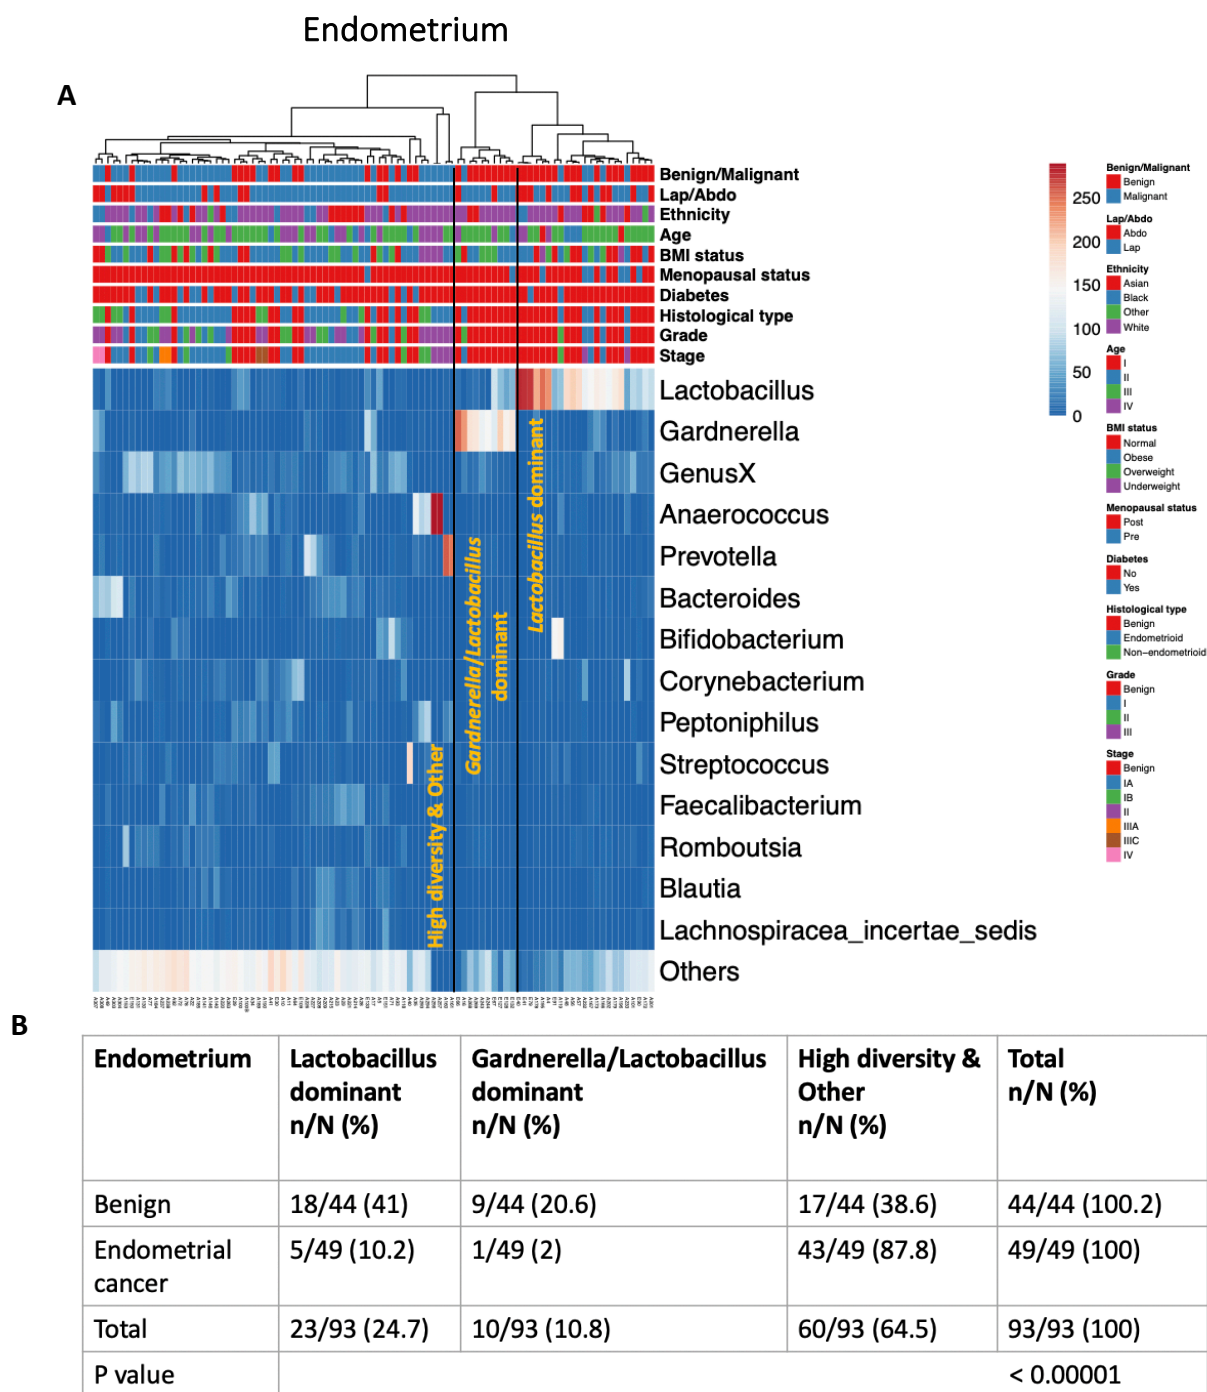 Endometrium
A
Benign/Malignant
Lap/Abdo
Ethnicity
Age
BMI status
Menopausal status
Diabetes
Histological type
Grade
Stage
Lactobacillus
Gardnerella
GenusX
Anaerococcus
Prevotella
Bacteroides
Bifidobacterium
Corynebacterium
Peptoniphilus
Streptococcus
Faecalibacterium
Romboutsia
Blautia
Lachnospiracea_incertae_sedis
Others
High diversity & Other
Gardnerella/Lactobacillus
dominant
Lactobacillus dominant
250
200
150
100
50
0
Benign/Malignant
Benign
Malignant
Lap/Abdo
Abdo
Lap
Ethnicity
Asian
Black
Other
White
Age
I
II
III
IV
BMI status
Normal
Obese
Overweight
Underweight
Menopausal status
Post
Pre
Diabetes
No
Yes
Histological type
Benign
Endometrioid
Non-endometrioid
Grade
Benign
I
II
III
Stage
Benign
IA
IB
II
IIIA
IIIC
IV
B
Endometrium
Lactobacillus
dominant
n/N (%)
Gardnerella/Lactobacillus
dominant
n/N (%)
High diversity &
Other
n/N (%)
Total
n/N (%)
Benign
18/44 (41)
9/44 (20.6)
17/44 (38.6)
44/44 (100.2)
Endometrial
cancer
5/49 (10.2)
1/49 (2)
43/49 (87.8)
49/49 (100)
Total
23/93 (24.7)
10/93 (10.8)
60/93 (64.5)
93/93 (100)
P value
< 0.00001